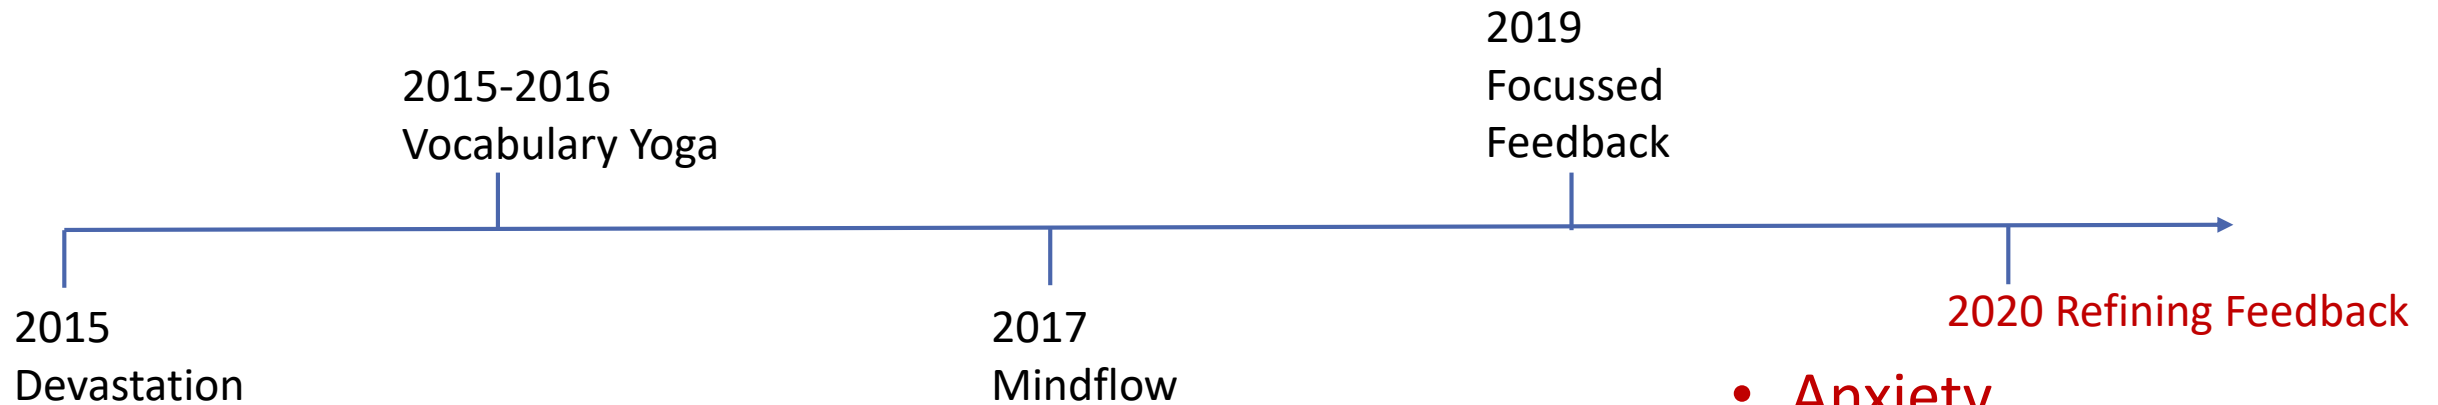 2015
Devastation
2015-2016
Vocabulary Yoga
2017
Mindflow
2019
Focussed
Feedback
2020 Refining Feedback
• Anxiety